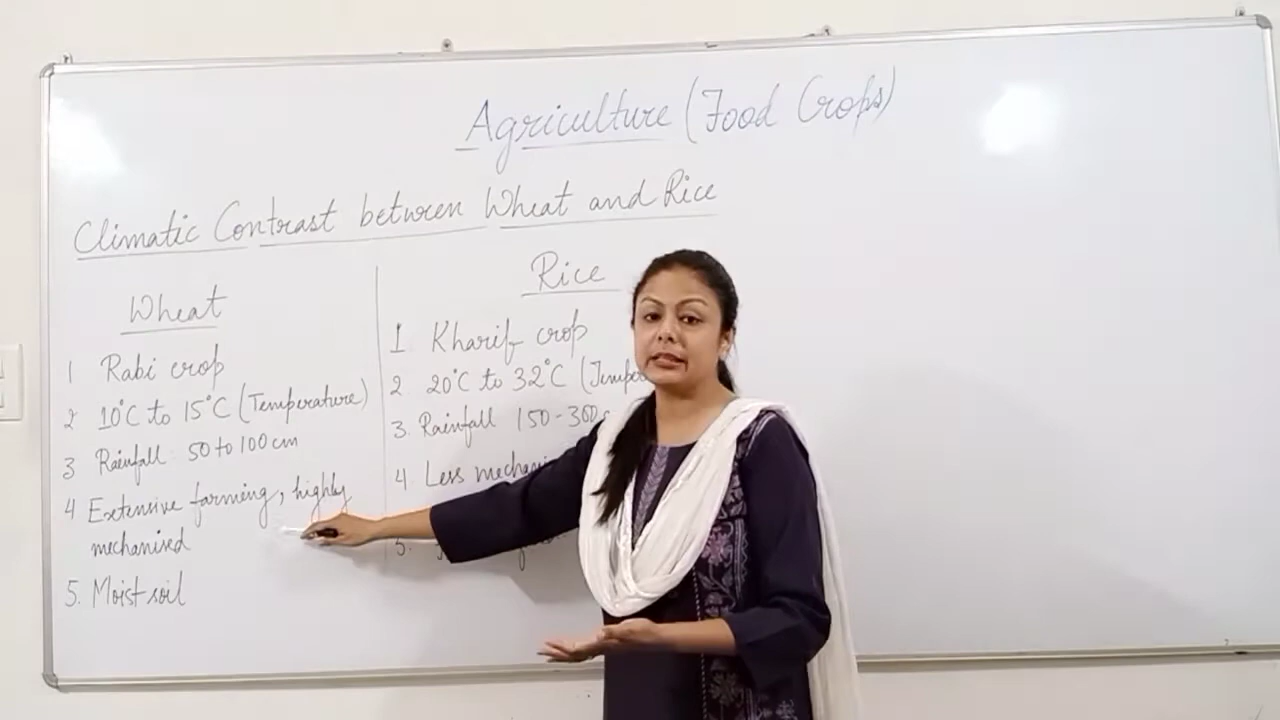 Agriculture (Food Crops)
Climatic Contrast between Wheat and Rice
Wheat
1 Rabi crop
2 10°C to 15°C (Temperature)
3 Rainfall 50 to 100 cm
4 Extensive farming, highly
mechanised
5. Moist soil
Rice
1. Kharif crop
2. 20°C to 32°C
3. Rainfall 150-300
4 Less
5.